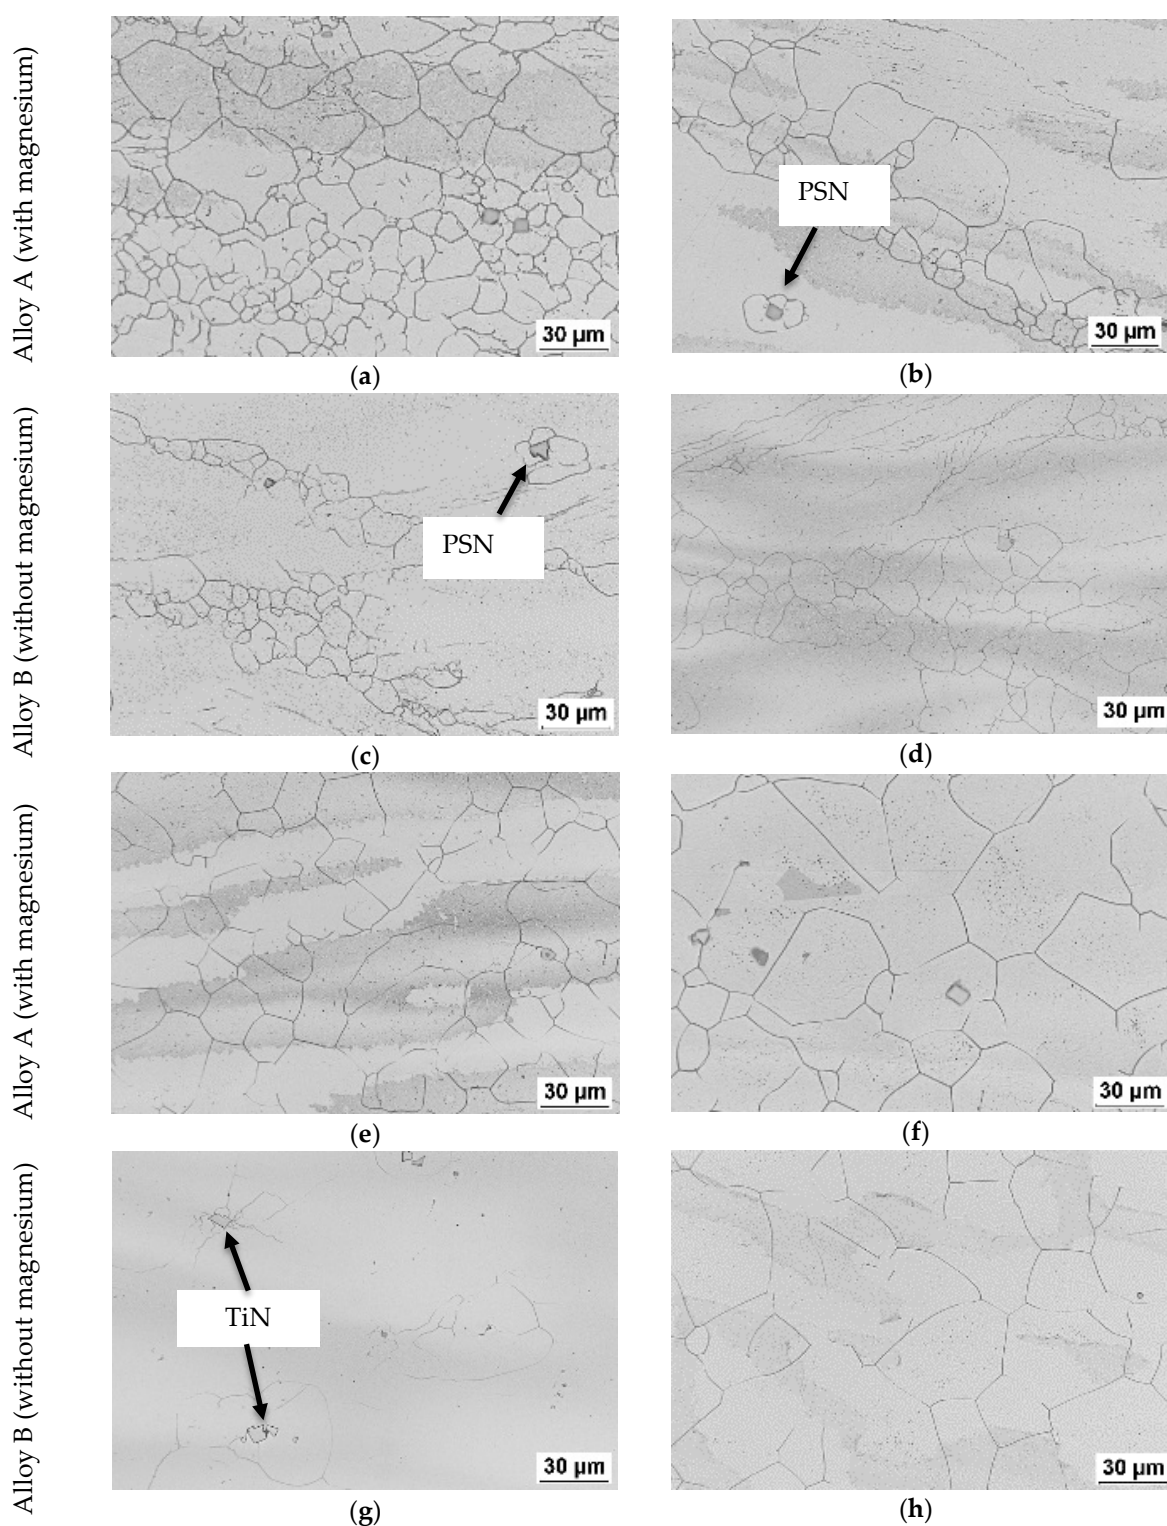 Alloy A (with magnesium)
30 µm
(a)
PSN
30 µm
(b)
Alloy B (without magnesium)
PSN
30 µm
(c)
30 µm
(d)
Alloy A (with magnesium)
30 µm
(e)
30 µm
(f)
Alloy B (without magnesium)
TiN
30 µm
(g)
30 µm
(h)